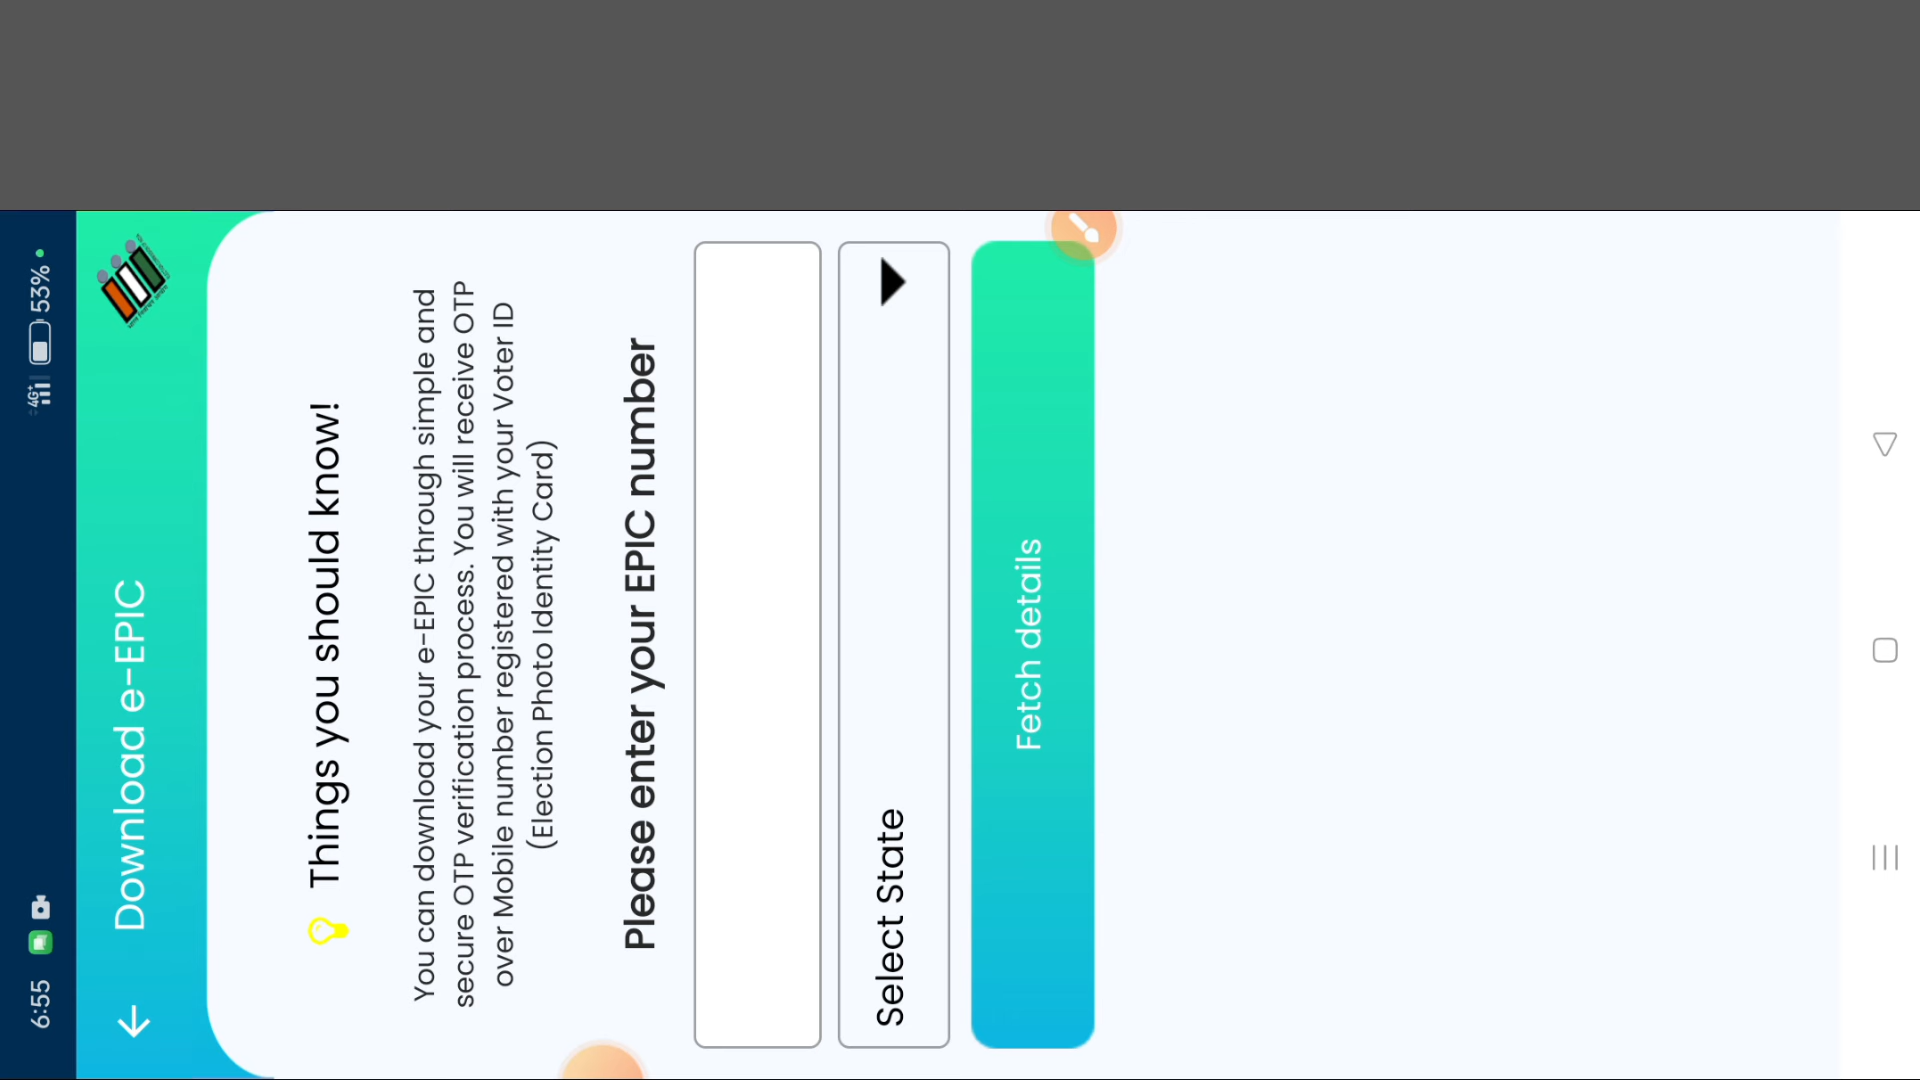 6:55
4G+
53%
Download e-EPIC
Things you should know!
You can download your e-EPIC through simple and
secure OTP verification process. You will receive OTP
over Mobile number registered with your Voter ID
(Election Photo Identity Card)
Please enter your EPIC number
Select State
Fetch details